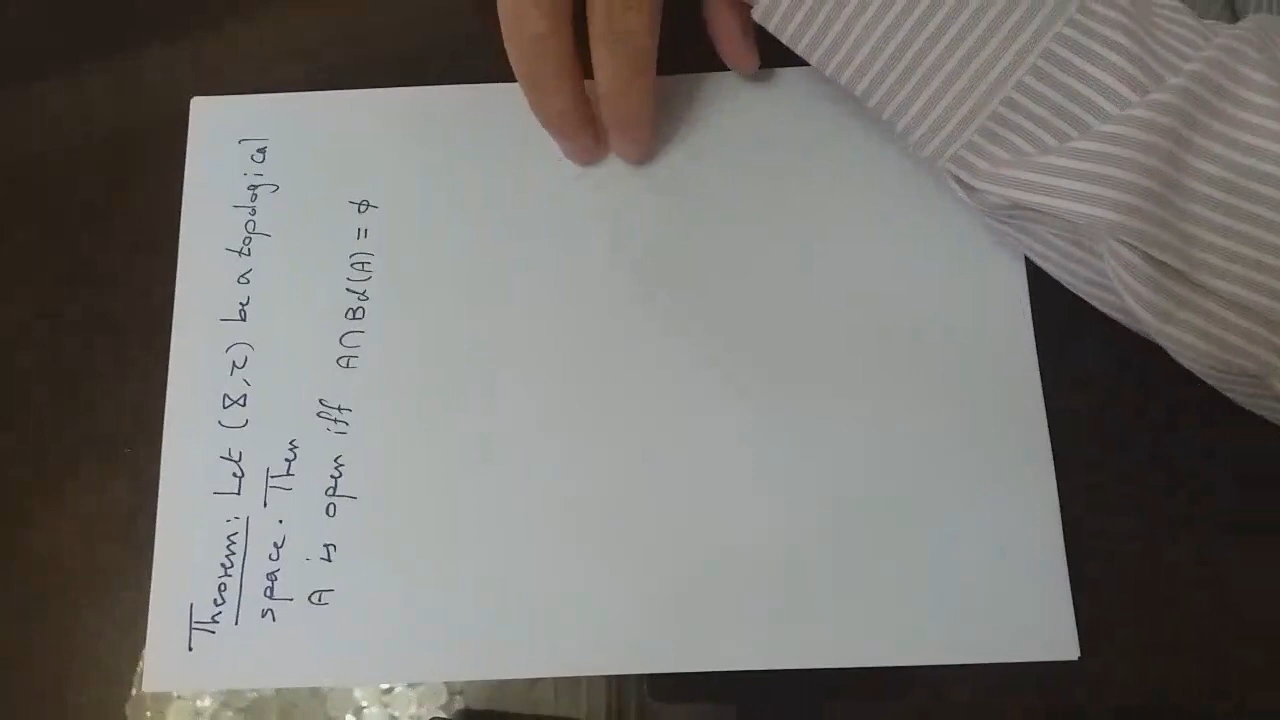 Theorem: Let (X, τ) be a topological
space. Then
A is open iff A ∩ Bd(A) = ϕ